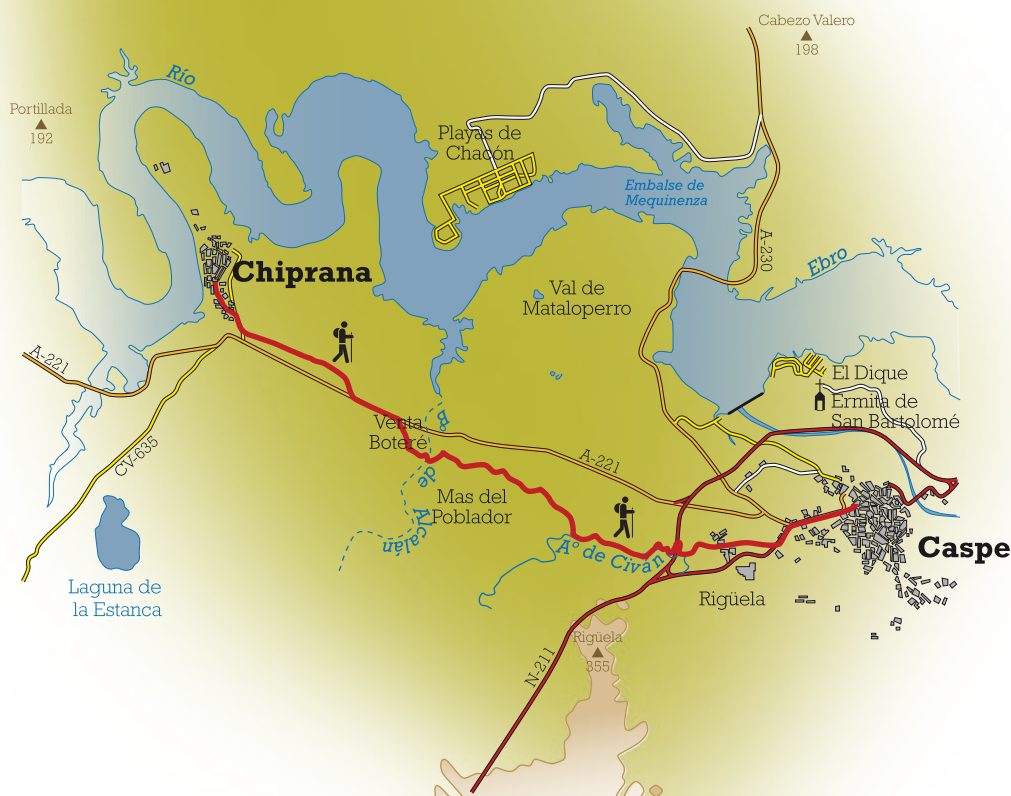 Cabezo Valero
198
Río
Portillada
192
Playas de
Chacón
Embalse de
Mequinenza
A-230
Ebro
Chiprana
Val de
Mataloperro
A-221
El Dique
Ermita de
San Bartolomé
Venta
Boteré
Bº de Alcalán
CV-635
A-221
Mas del
Poblador
Aº de Civán
Caspe
Laguna de
la Estanca
Rigüela
Rigüela
355
N-211